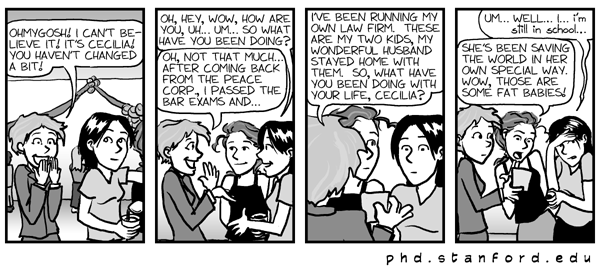 OHMYGOSH! I CAN'T BE-
LIEVE IT! IT'S CECILIA!
YOU HAVEN'T CHANGED
A BIT!
OH, HEY, WOW, HOW ARE
YOU, UH... UM... SO WHAT
HAVE YOU BEEN DOING?
OH, NOT THAT MUCH...
AFTER COMING BACK
FROM THE PEACE
CORP., I PASSED THE
BAR EXAMS AND...
I'VE BEEN RUNNING MY
OWN LAW FIRM. THESE
ARE MY TWO KIDS, MY
WONDERFUL HUSBAND
STAYED HOME WITH
THEM. SO, WHAT HAVE
YOU BEEN DOING WITH
YOUR LIFE, CECILIA?
UM... WELL... I... i'm
still in school...
SHE'S BEEN SAVING
THE WORLD IN HER
OWN SPECIAL WAY.
WOW, THOSE ARE
SOME FAT BABIES!
phd.stanford.edu